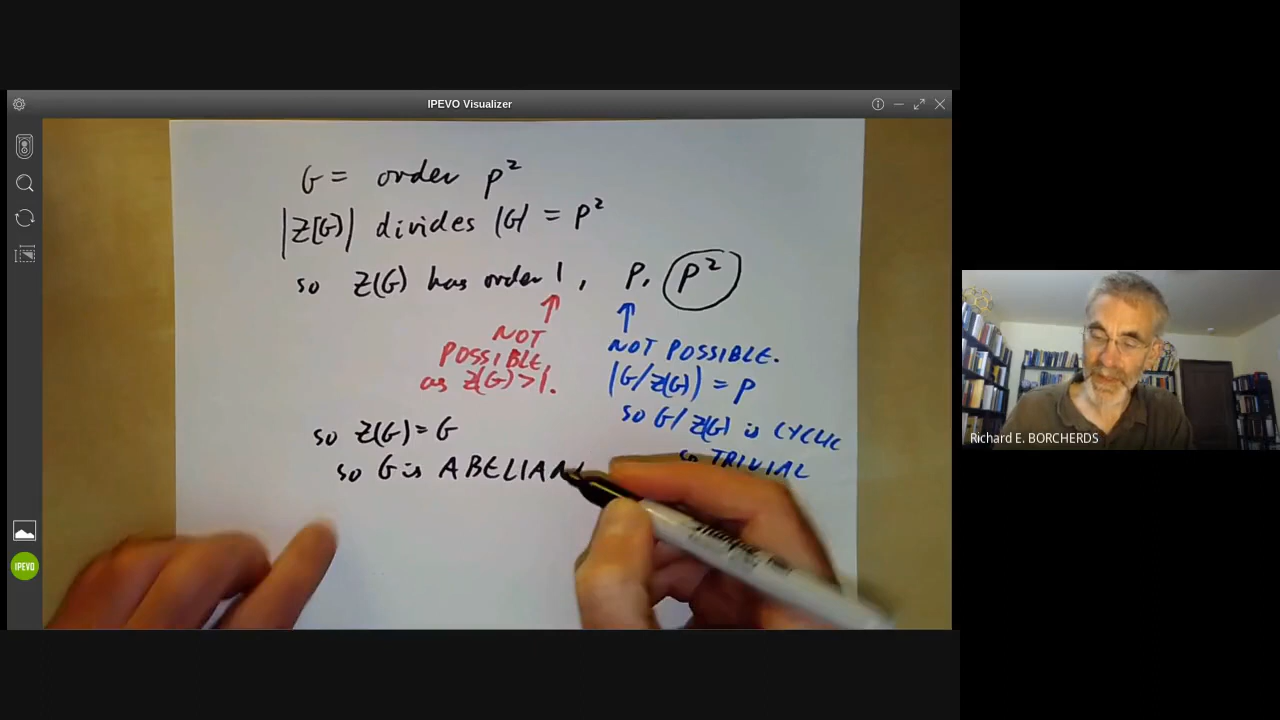 IPEVO Visualizer
G = order p²
|Z[G)| divides |G| = p²
so Z(G) has order 1, p, p²
NOT
POSSIBLE
as Z(G) > 1.
NOT POSSIBLE.
|G/Z(G)| = p
so G/Z(G) is CYCLIC
so TRIVIAL
so Z(G) = G
so G is ABELIAN
IPEVO
Richard E. BORCHERDS